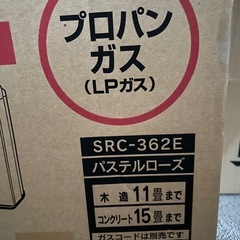 プロパン
ガス
(LPガス)
SRC-362E
パステルローズ
木造 11畳まで
コンクリート 15畳まで
ガスコードは別売です